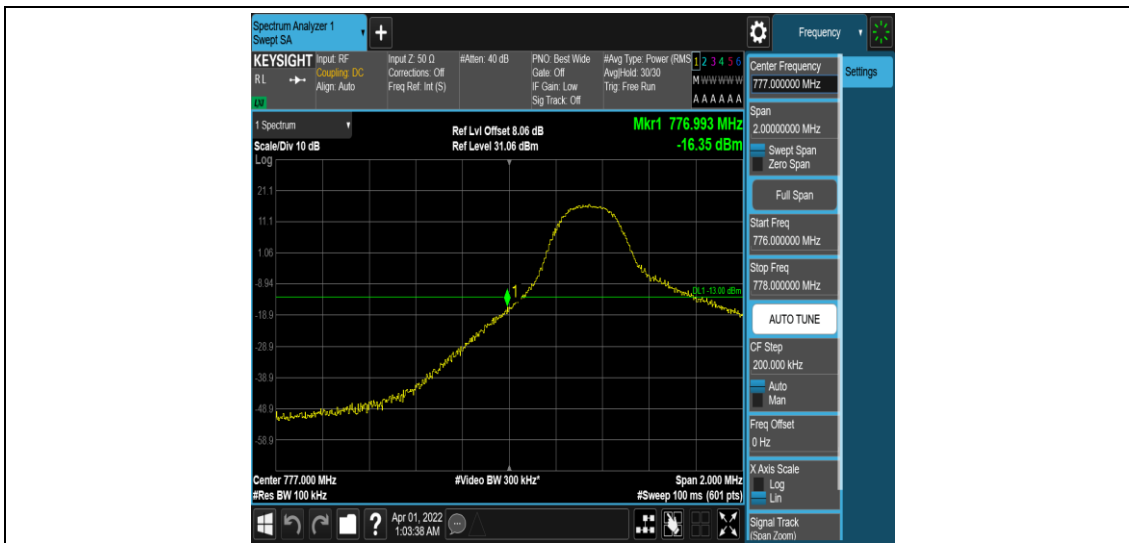 Spectrum Analyzer 1
Swept SA
+
Frequency
KEYSIGHT
RL
LXI
Input: RF
Coupling: DC
Align: Auto
Input Z: 50 Ω
Corrections: Off
Freq Ref: Int (S)
#Atten: 40 dB
PNO: Best Wide
Gate: Off
IF Gain: Low
Sig Track: Off
#Avg Type: Power (RMS
Avg|Hold: 30/30
Trig: Free Run
1 2 3 4 5 6
M W W W W W
A A A A A A
1 Spectrum
Scale/Div 10 dB
Ref Lvl Offset 8.06 dB
Ref Level 31.06 dBm
Mkr1 776.993 MHz
-16.35 dBm
Log
21.1
11.1
1.06
-8.94
-18.9
-28.9
-38.9
-48.9
-58.9
1
DL1 -13.00 dBm
Center 777.000 MHz
#Res BW 100 kHz
#Video BW 300 kHz*
Span 2.000 MHz
#Sweep 100 ms (601 pts)
?
Apr 01, 2022
1:03:38 AM
Center Frequency
777.000000 MHz
Settings
Span
2.00000000 MHz
Swept Span
Zero Span
Full Span
Start Freq
776.000000 MHz
Stop Freq
778.000000 MHz
AUTO TUNE
CF Step
200.000 kHz
Auto
Man
Freq Offset
0 Hz
X Axis Scale
Log
Lin
Signal Track
(Span Zoom)